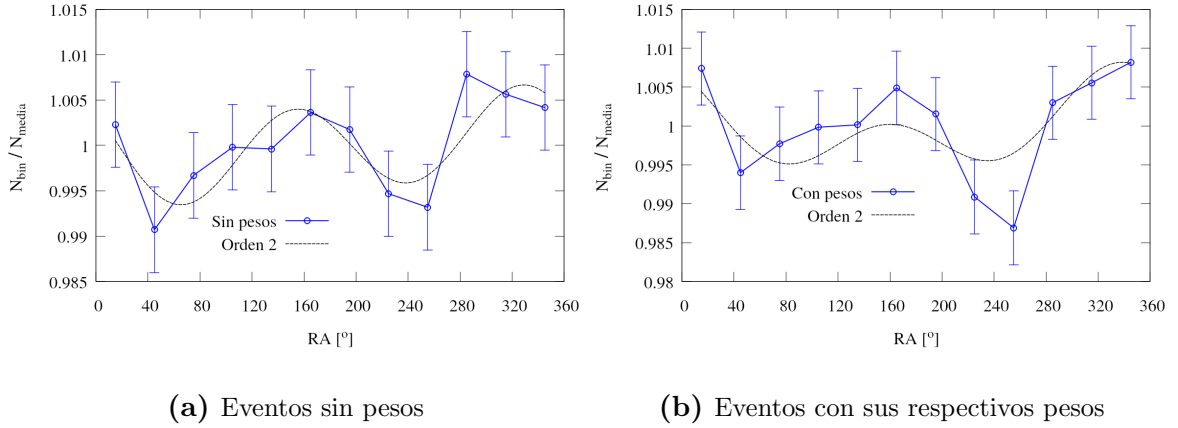 1.015
1.01
1.005
1
0.995
0.99
0.985
0 40 80 120 160 200 240 280 320 360
N_bin / N_media
RA [º]
Sin pesos
Orden 2
(a) Eventos sin pesos
1.015
1.01
1.005
1
0.995
0.99
0.985
0.98
0 40 80 120 160 200 240 280 320 360
N_bin / N_media
RA [º]
Con pesos
Orden 2
(b) Eventos con sus respectivos pesos